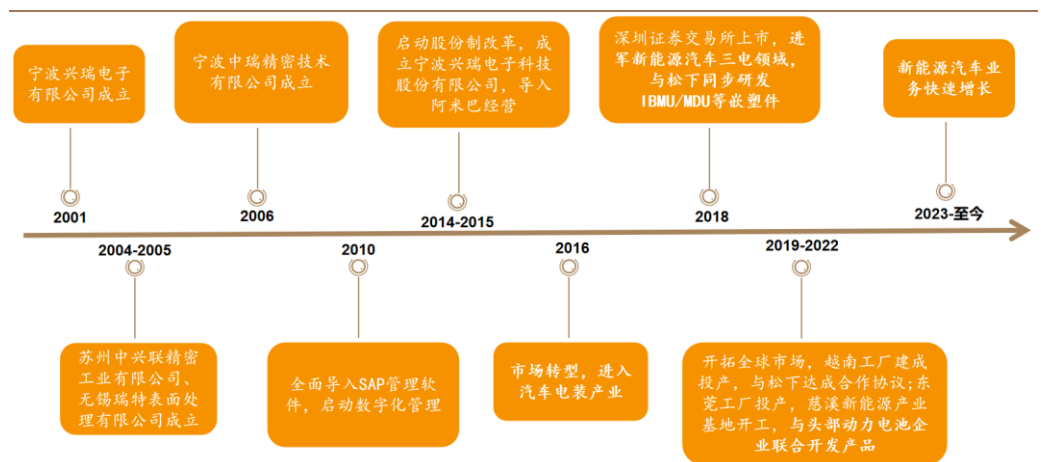 宁波兴瑞电子
有限公司成立
2001
苏州中兴联精密
工业有限公司、
无锡瑞特表面处
理有限公司成立
2004-2005
宁波中瑞精密技术
有限公司成立
2006
全面导入SAP管理软
件，启动数字化管理
2010
启动股份制改革，成
立宁波兴瑞电子科技
股份有限公司，导入
阿米巴经营
2014-2015
市场转型，进入
汽车电装产业
2016
深圳证券交易所上市，进
军新能源汽车三电领域，
与松下同步研发
IBMU/MDU等嵌塑件
2018
开拓全球市场，越南工厂建成
投产，与松下达成合作协议;东
莞工厂投产，慈溪新能源产业
基地开工，与头部动力电池企
业联合开发产品
2019-2022
新能源汽车业
务快速增长
2023-至今